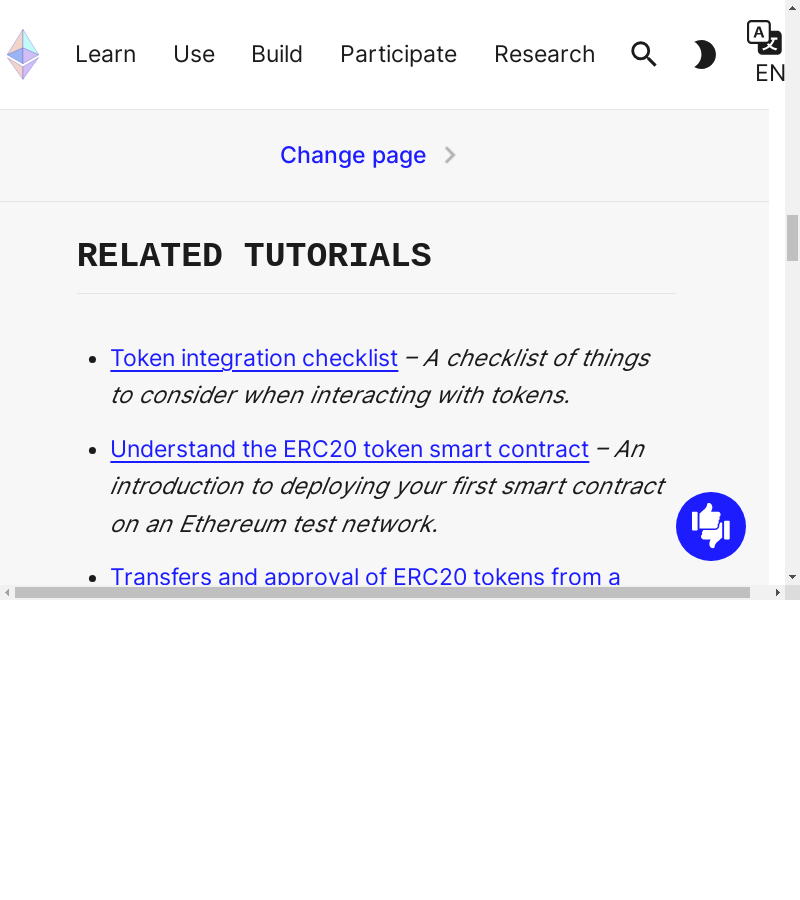 Learn Use Build Participate Research
EN
Change page
RELATED TUTORIALS
Token integration checklist – A checklist of things
to consider when interacting with tokens.
Understand the ERC20 token smart contract – An
introduction to deploying your first smart contract
on an Ethereum test network.
Transfers and approval of ERC20 tokens from a